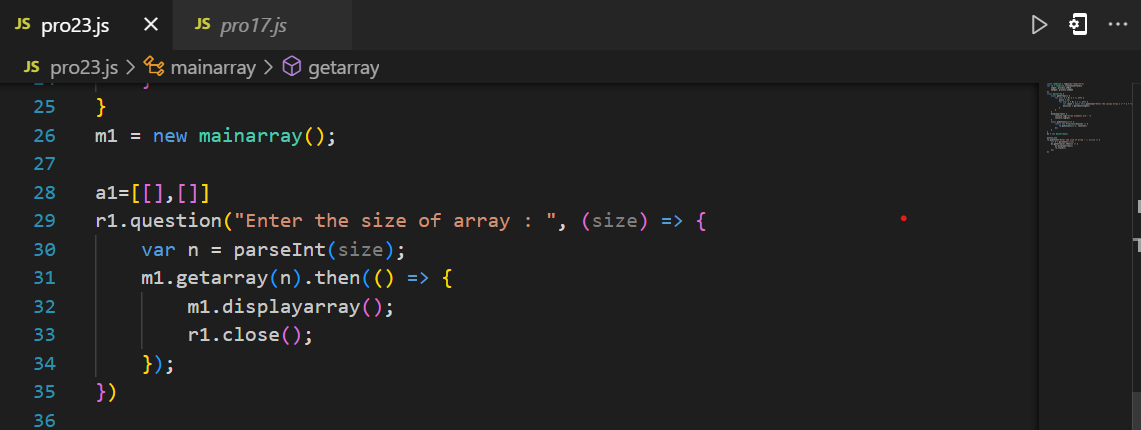 JS pro23.js × JS pro17.js ...
JS pro23.js > mainarray > getarray
25 }
26 m1 = new mainarray();
27
28 a1=[[],[]]
29 r1.question("Enter the size of array : ", (size) => {
30     var n = parseInt(size);
31     m1.getarray(n).then(() => {
32         m1.displayarray();
33         r1.close();
34     });
35 })
36